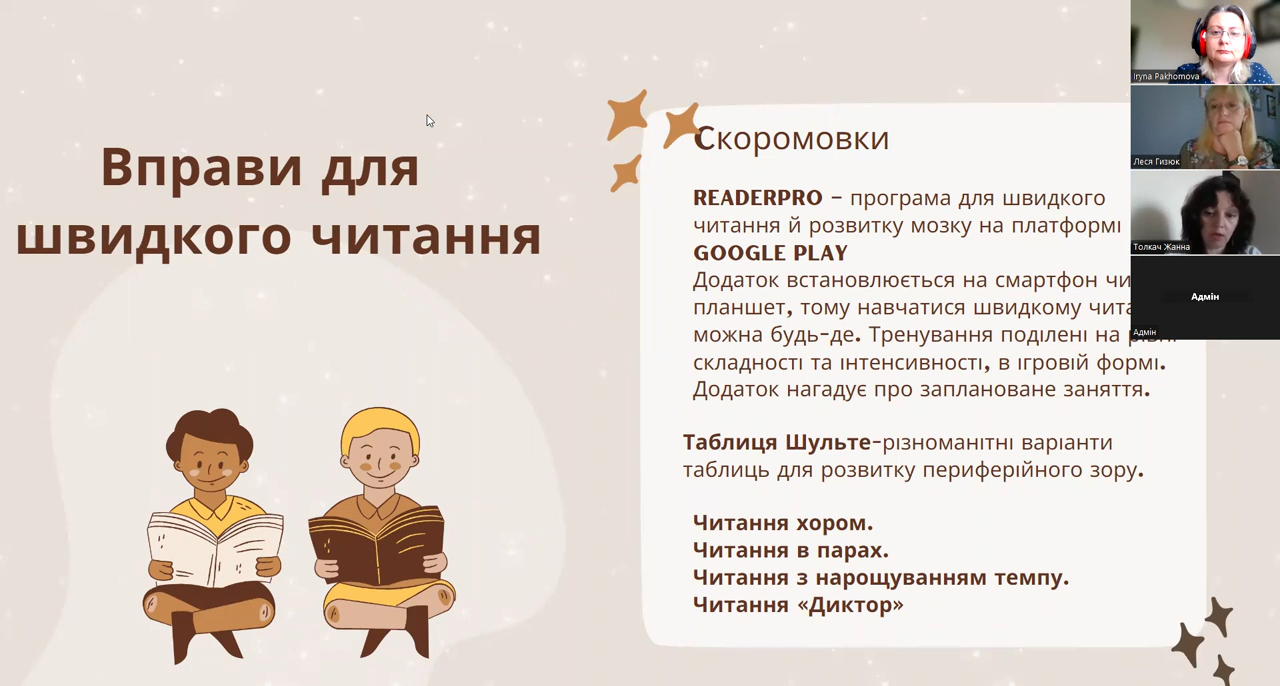 Вправи для
швидкого читання
Скоромовки
READERPRO – програма для швидкого
читання й розвитку мозку на платформі
GOOGLE PLAY
Додаток встановлюється на смартфон чи
планшет, тому навчатися швидкому чита
можна будь-де. Тренування поділені на рівні
складності та інтенсивності, в ігровій формі.
Додаток нагадує про заплановане заняття.
Таблиця Шульте-різноманітні варіанти
таблиць для розвитку периферійного зору.
Читання хором.
Читання в парах.
Читання з нарощуванням темпу.
Читання «Диктор»
Iryna Pakhomova
Леся Гизюк
Толкач Жанна
Адмін
Адмін